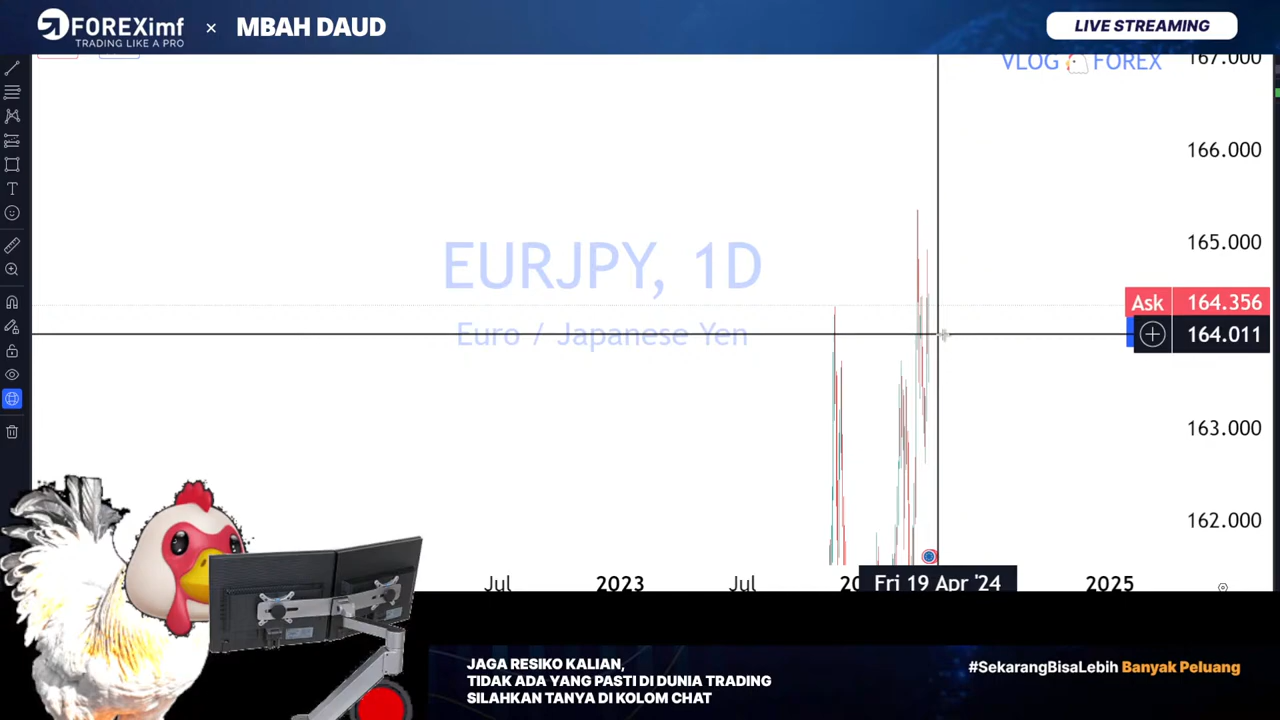 FOREXimf
TRADING LIKE A PRO
×
MBAH DAUD
LIVE STREAMING
VLOG FOREX
167.000
166.000
EURJPY, 1D
165.000
Ask 164.356
Euro / Japanese Yen
164.011
163.000
162.000
Jul 2023 Jul 20 Fri 19 Apr '24 2025
JAGA RESIKO KALIAN,
TIDAK ADA YANG PASTI DI DUNIA TRADING
SILAHKAN TANYA DI KOLOM CHAT
#SekarangBisaLebih Banyak Peluang